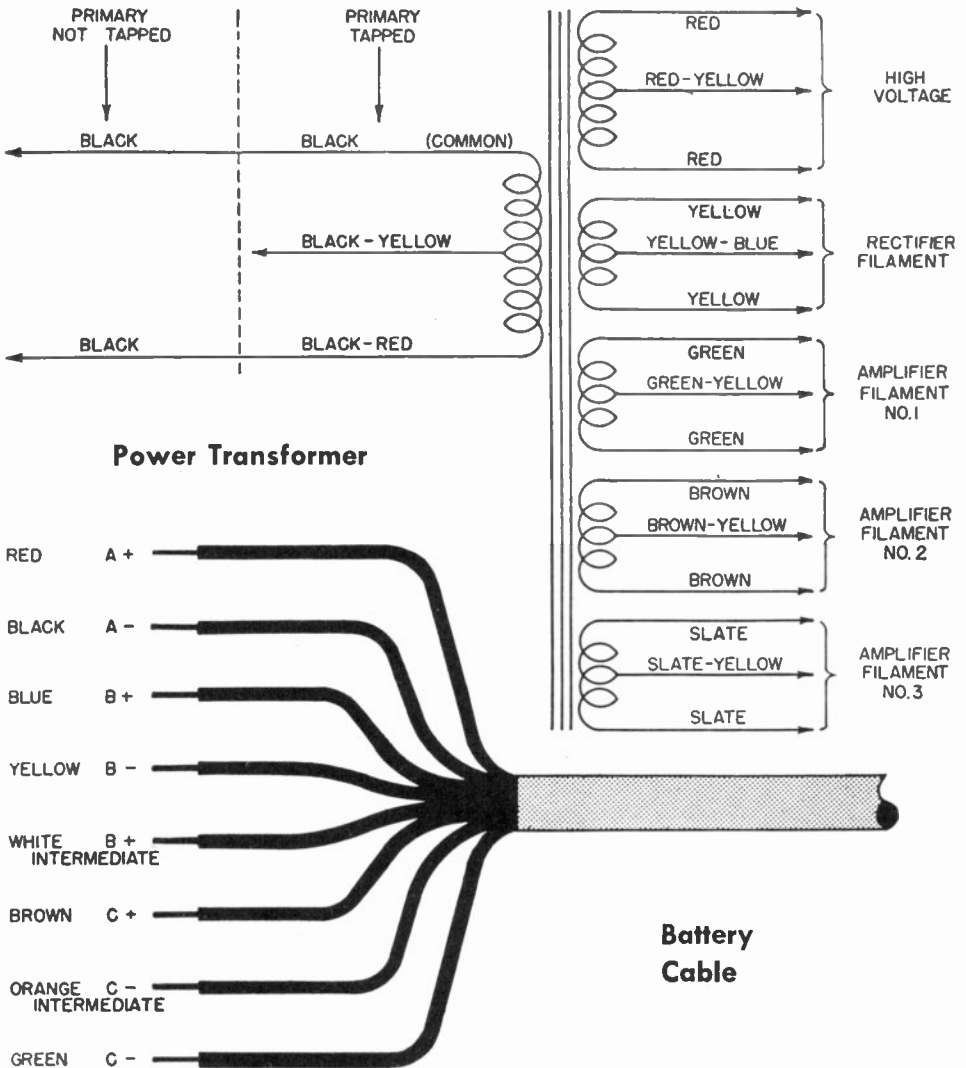 PRIMARY
NOT TAPPED
PRIMARY
TAPPED
BLACK
BLACK (COMMON)
BLACK-YELLOW
BLACK
BLACK-RED
RED
RED-YELLOW
RED
HIGH
VOLTAGE
YELLOW
YELLOW-BLUE
YELLOW
RECTIFIER
FILAMENT
GREEN
GREEN-YELLOW
GREEN
AMPLIFIER
FILAMENT
NO.1
BROWN
BROWN-YELLOW
BROWN
AMPLIFIER
FILAMENT
NO.2
SLATE
SLATE-YELLOW
SLATE
AMPLIFIER
FILAMENT
NO.3
Power Transformer
RED A+
BLACK A-
BLUE B+
YELLOW B-
WHITE B+
INTERMEDIATE
BROWN C+
ORANGE C-
INTERMEDIATE
GREEN C-
Battery
Cable